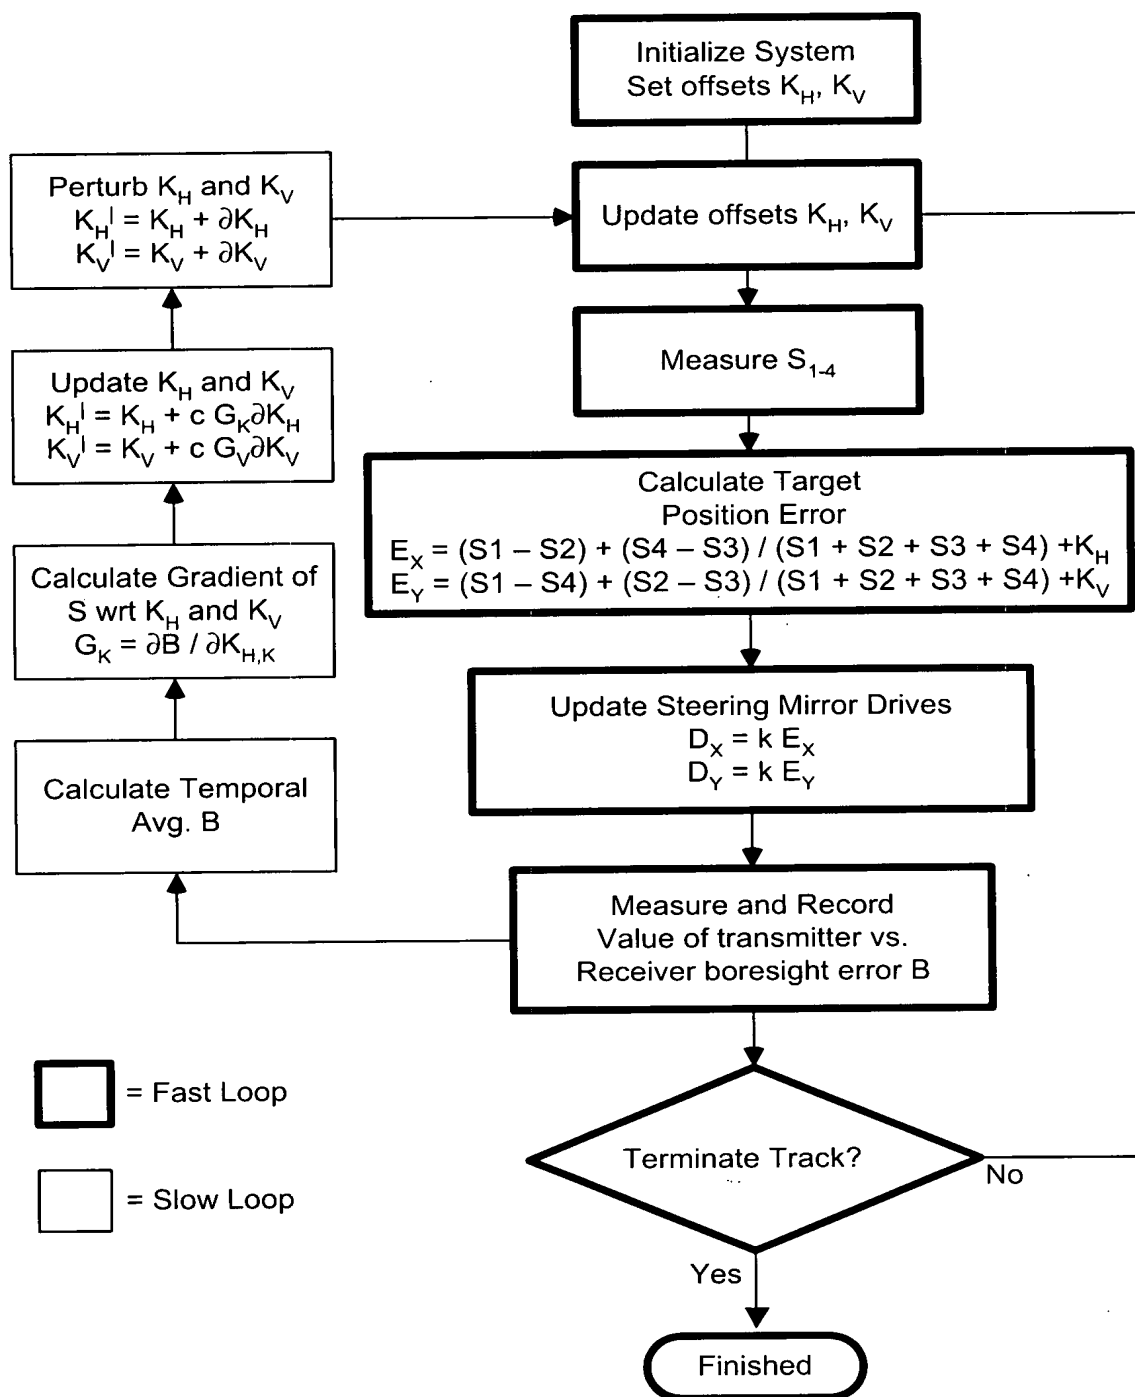 Initialize System
Set offsets K_H, K_V
Perturb K_H and K_V
K_H^| = K_H + ∂K_H
K_V^| = K_V + ∂K_V
Update offsets K_H, K_V
Measure S_1-4
Update K_H and K_V
K_H^| = K_H + c G_K∂K_H
K_V^| = K_V + c G_V∂K_V
Calculate Target
Position Error
E_X = (S1 – S2) + (S4 – S3) / (S1 + S2 + S3 + S4) +K_H
E_Y = (S1 – S4) + (S2 – S3) / (S1 + S2 + S3 + S4) +K_V
Calculate Gradient of
S wrt K_H and K_V
G_K = ∂B / ∂K_H,K
Update Steering Mirror Drives
D_X = k E_X
D_Y = k E_Y
Calculate Temporal
Avg. B
Measure and Record
Value of transmitter vs.
Receiver boresight error B
= Fast Loop
Terminate Track?
No
= Slow Loop
Yes
Finished